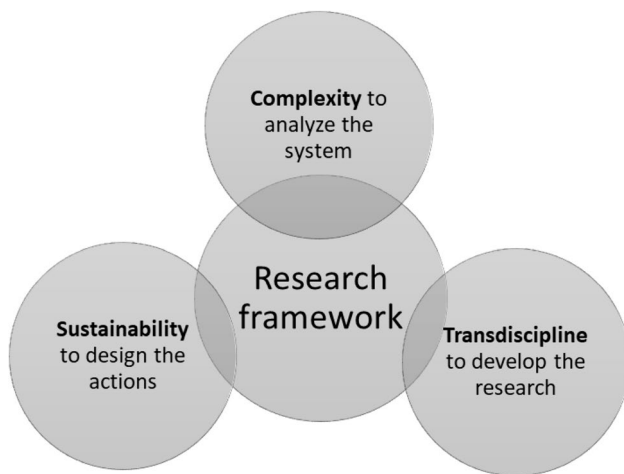 Complexity to
analyze the
system
Research
framework
Sustainability
to design the
actions
Transdiscipline
to develop the
research